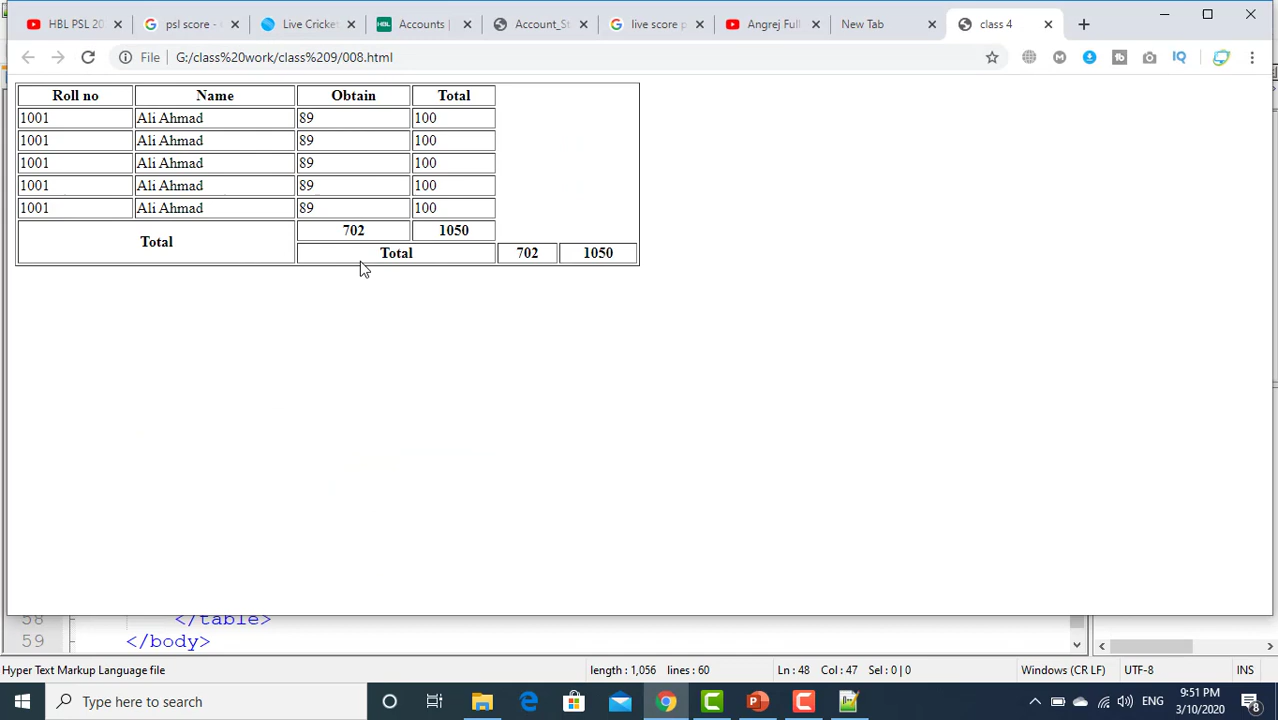 HBL PSL 20
psl score -
Live Cricket
Accounts |
Account_St
live score p
Angrej Full
New Tab
class 4
File G:/class%20work/class%209/008.html
Roll no Name Obtain Total
1001 Ali Ahmad 89 100
1001 Ali Ahmad 89 100
1001 Ali Ahmad 89 100
1001 Ali Ahmad 89 100
1001 Ali Ahmad 89 100
Total 702 1050
Total 702 1050
58 </table>
59 </body>
Hyper Text Markup Language file length : 1,056 lines : 60 Ln : 48 Col : 47 Sel : 0 | 0 Windows (CR LF) UTF-8 INS
Type here to search
ENG
9:51 PM
3/10/2020
8